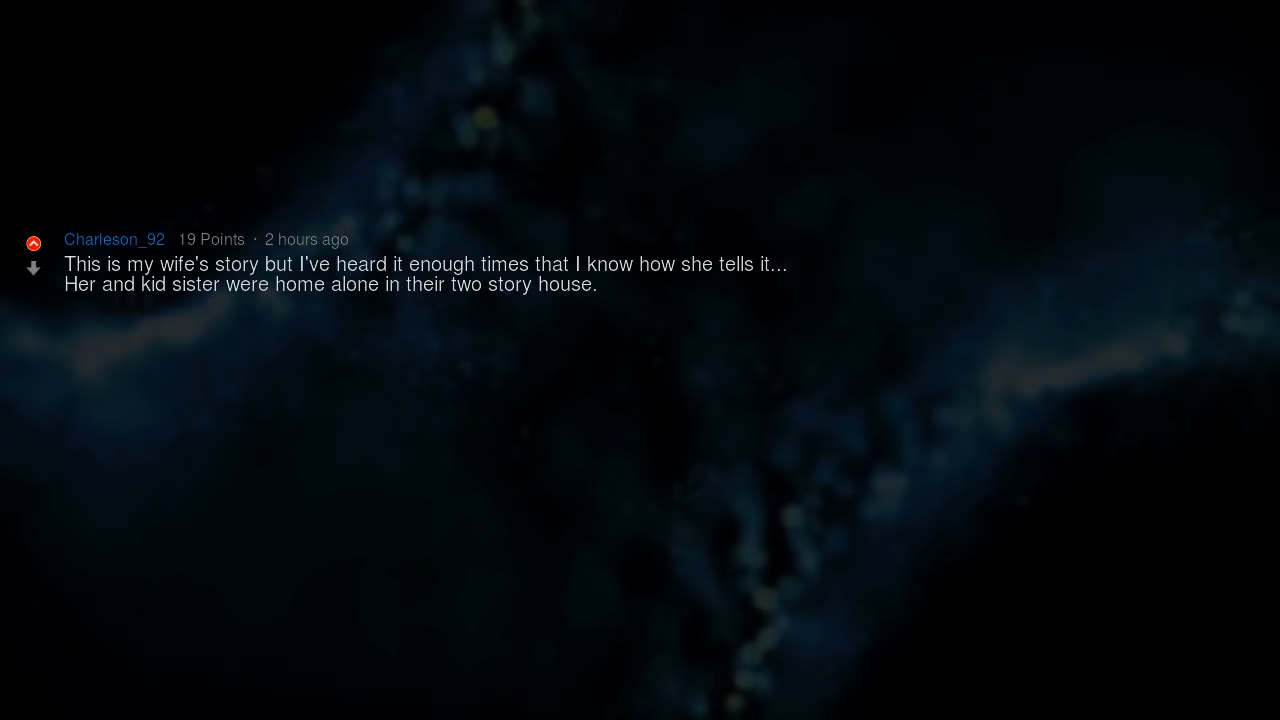 Charleson_92 19 Points · 2 hours ago
This is my wife's story but I've heard it enough times that I know how she tells it...
Her and kid sister were home alone in their two story house.